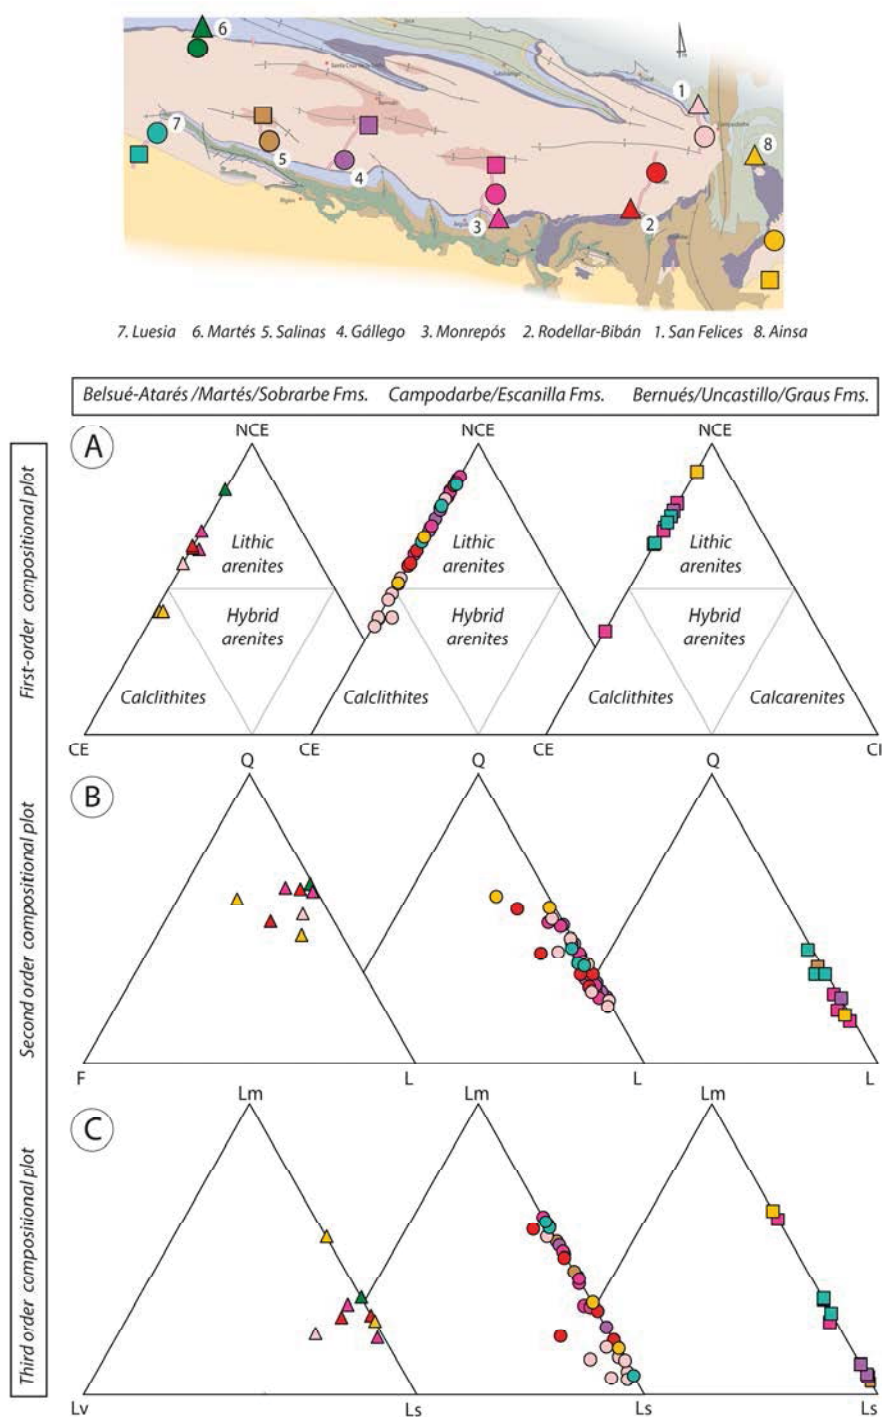 6
1
7
8
5
4
3
2
7. Luesia 6. Martés 5. Salinas 4. Gállego 3. Monrepós 2. Rodellar-Bibán 1. San Felices 8. Ainsa
Belsué-Atarés /Martés/Sobrarbe Fms. Campodarbe/Escanilla Fms. Bernués/Uncastillo/Graus Fms.
First-order compositional plot
A
NCE NCE NCE
Lithic arenites
Lithic arenites
Lithic arenites
Hybrid arenites
Hybrid arenites
Hybrid arenites
Calclithites Calclithites Calclithites Calcarenites
CE CE CE CI
Second order compositional plot
B
Q Q Q
F L L L
Third order compositional plot
C
Lm Lm Lm
Lv Ls Ls Ls